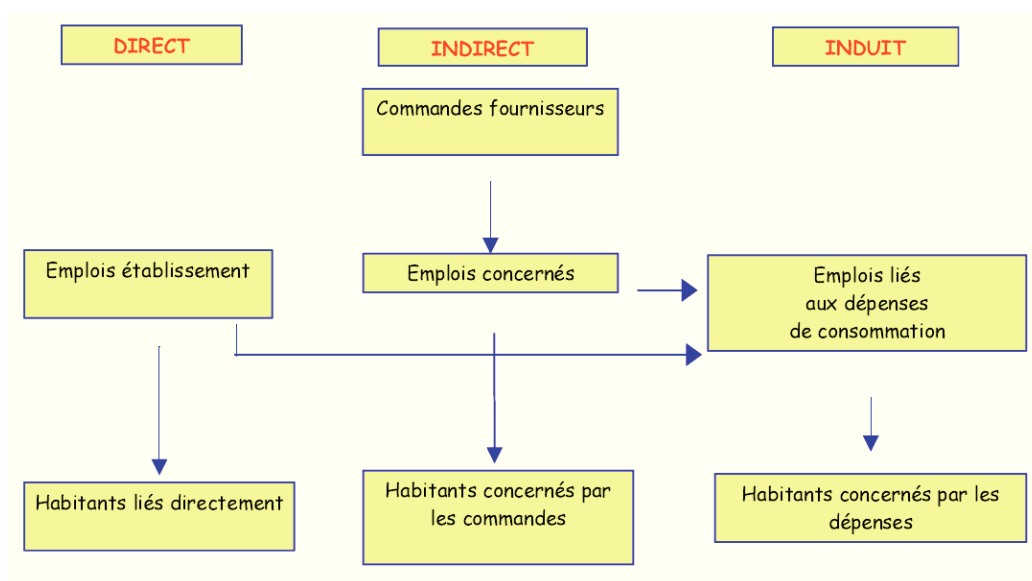 DIRECT
INDIRECT
INDUIT
Commandes fournisseurs
Emplois établissement
Emplois concernés
Emplois liés
aux dépenses
de consommation
Habitants liés directement
Habitants concernés par
les commandes
Habitants concernés par les
dépenses